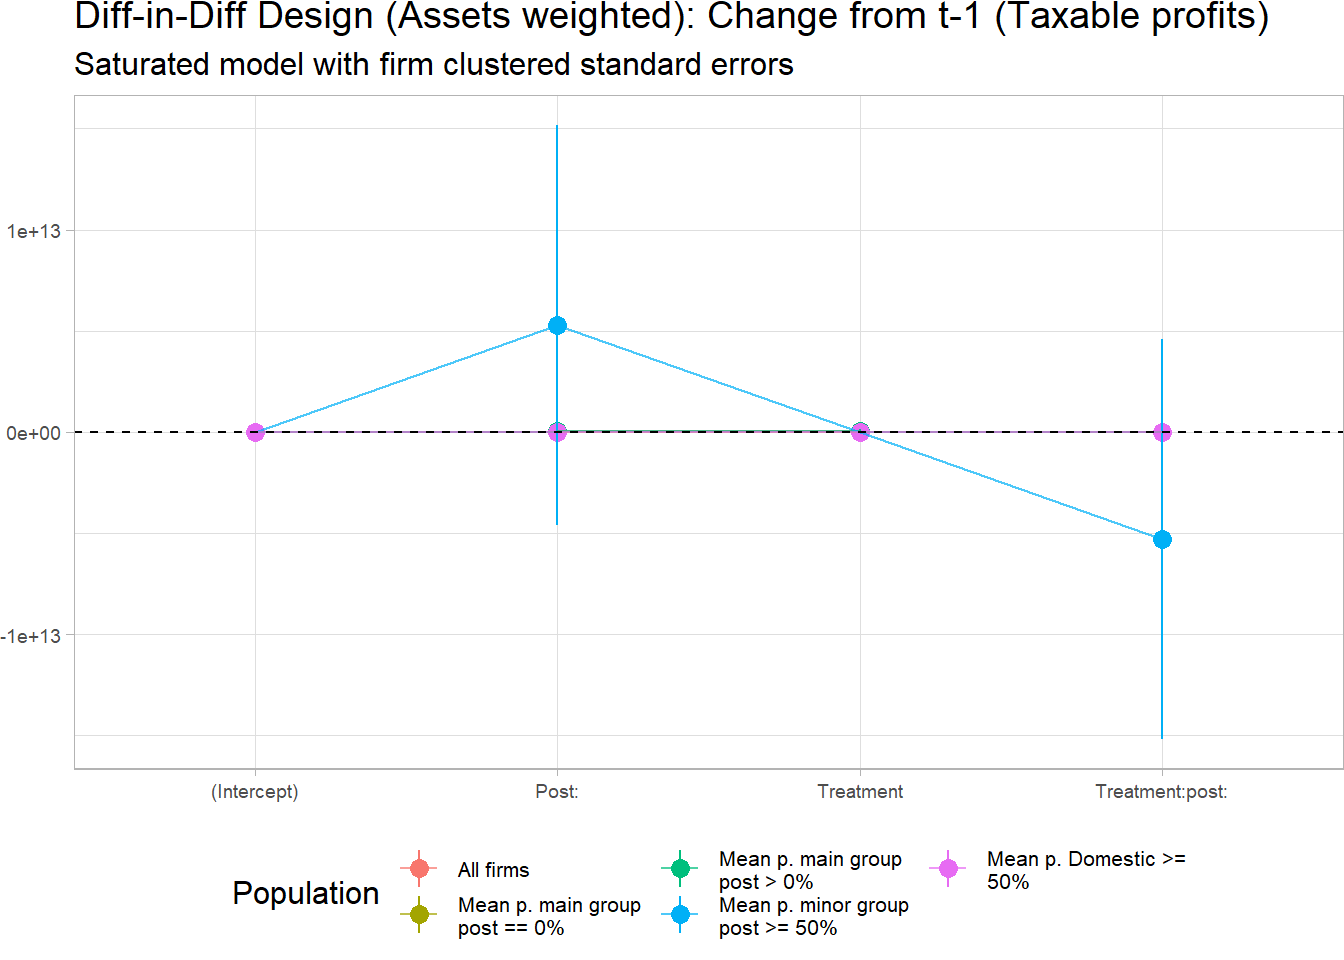 Diff-in-Diff Design (Assets weighted): Change from t-1 (Taxable profits)
Saturated model with firm clustered standard errors
1e+13
0e+00
-1e+13
(Intercept)
Post:
Treatment
Treatment:post:
Population
All firms
Mean p. main group
post == 0%
Mean p. main group
post > 0%
Mean p. minor group
post >= 50%
Mean p. Domestic >=
50%